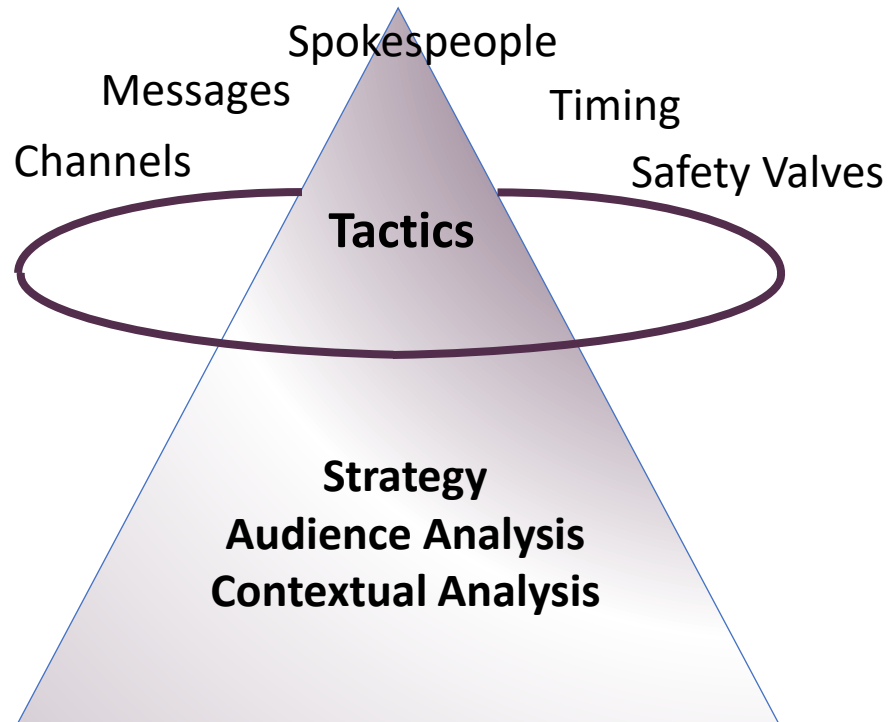 Spokespeople
Messages
Timing
Channels
Safety Valves
Tactics
Strategy
Audience Analysis
Contextual Analysis